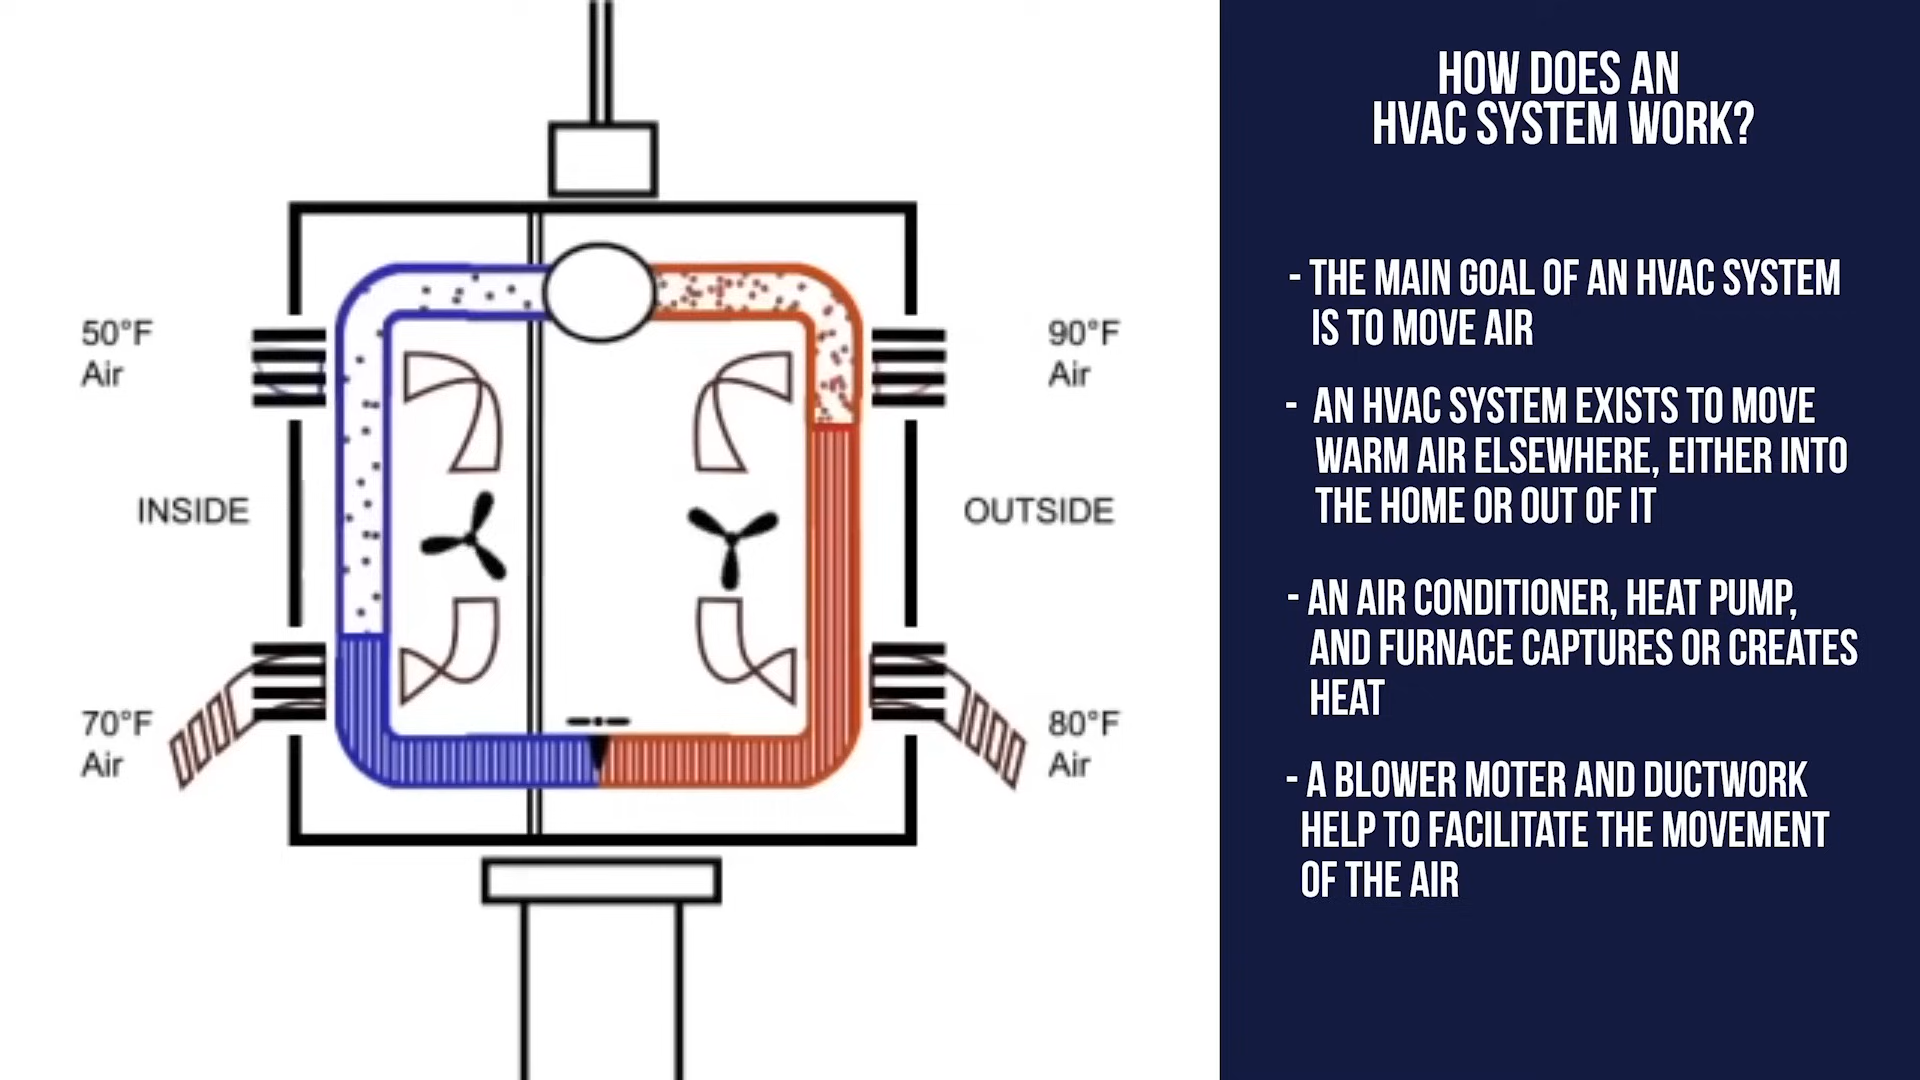 50°F
Air
INSIDE
70°F
Air
90°F
Air
OUTSIDE
80°F
Air
HOW DOES AN
HVAC SYSTEM WORK?
- THE MAIN GOAL OF AN HVAC SYSTEM
IS TO MOVE AIR
- AN HVAC SYSTEM EXISTS TO MOVE
WARM AIR ELSEWHERE, EITHER INTO
THE HOME OR OUT OF IT
- AN AIR CONDITIONER, HEAT PUMP,
AND FURNACE CAPTURES OR CREATES
HEAT
- A BLOWER MOTER AND DUCTWORK
HELP TO FACILITATE THE MOVEMENT
OF THE AIR